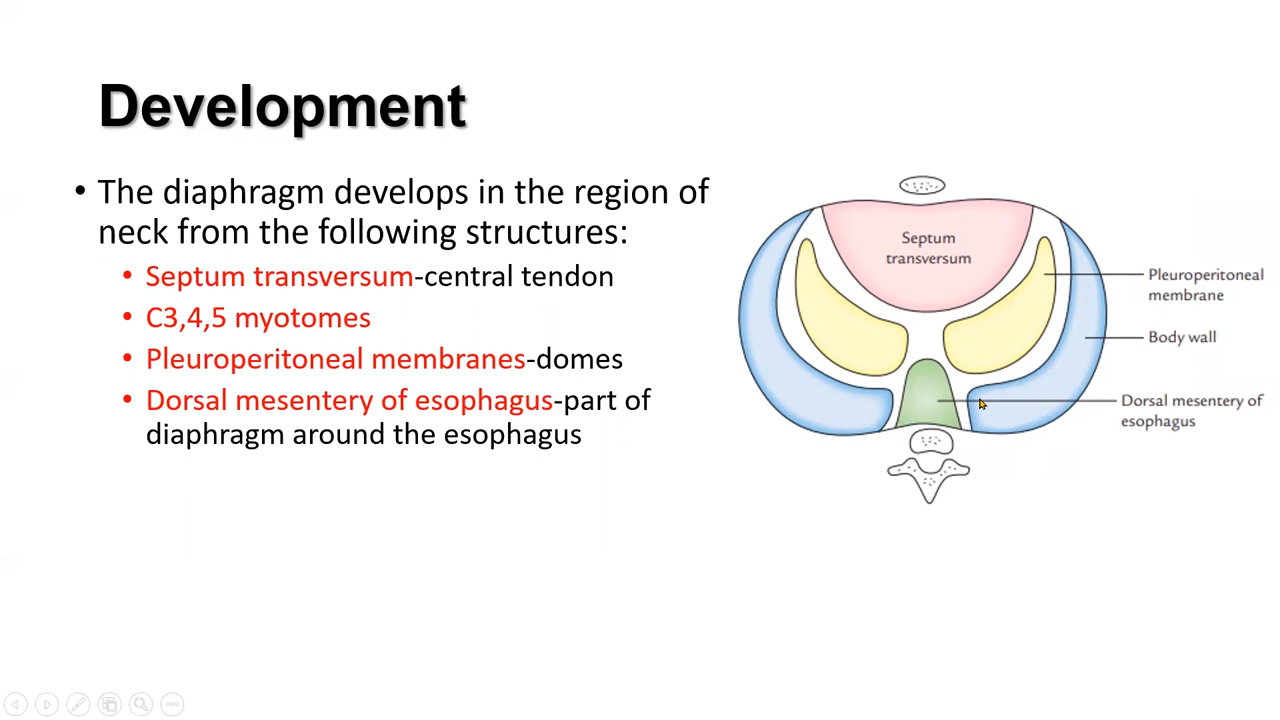 Development
• The diaphragm develops in the region of
neck from the following structures:
• Septum transversum-central tendon
• C3,4,5 myotomes
• Pleuroperitoneal membranes-domes
• Dorsal mesentery of esophagus-part of
diaphragm around the esophagus
Septum
transversum
Pleuroperitoneal
membrane
Body wall
Dorsal mesentery of
esophagus